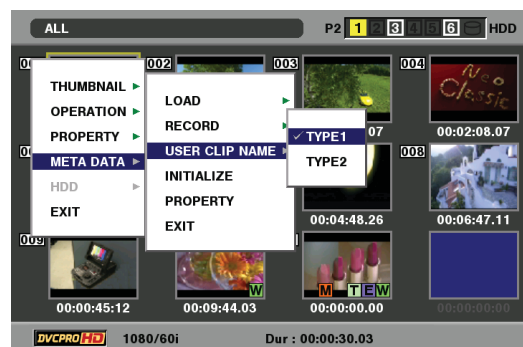 ALL P2 1 2 3 4 5 6 HDD
002 003 004
THUMBNAIL
OPERATION
PROPERTY
META DATA
HDD
EXIT
LOAD
RECORD
USER CLIP NAME
INITIALIZE
PROPERTY
EXIT
✓ TYPE1
TYPE2
Neo
Classic
07 00:02:08.07
008
00:04:48.26 00:06:47.11
009
W M T E W
00:00:45:12 00:09:44.03 00:00:00.00 00:00:00:00
DVCPRO HD 1080/60i Dur : 00:00:30.03